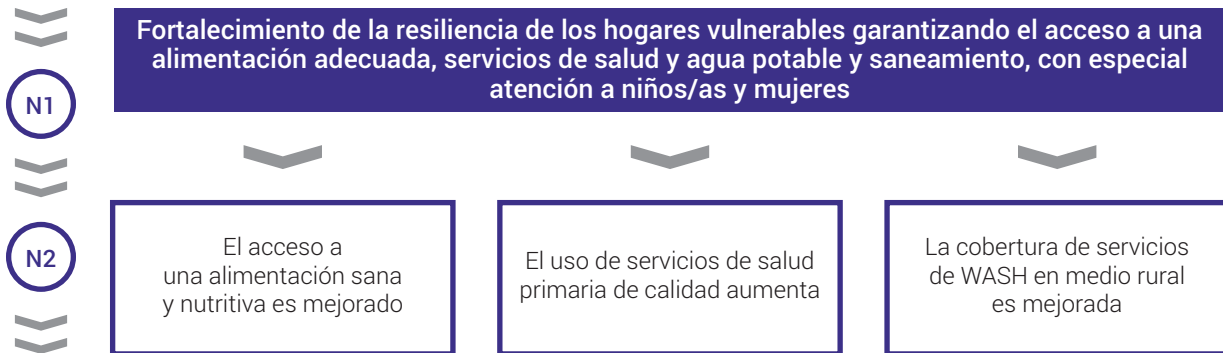 Fortalecimiento de la resiliencia de los hogares vulnerables garantizando el acceso a una
alimentación adecuada, servicios de salud y agua potable y saneamiento, con especial
atención a niños/as y mujeres
N1
N2
El acceso a
una alimentación sana
y nutritiva es mejorado
El uso de servicios de salud
primaria de calidad aumenta
La cobertura de servicios
de WASH en medio rural
es mejorada